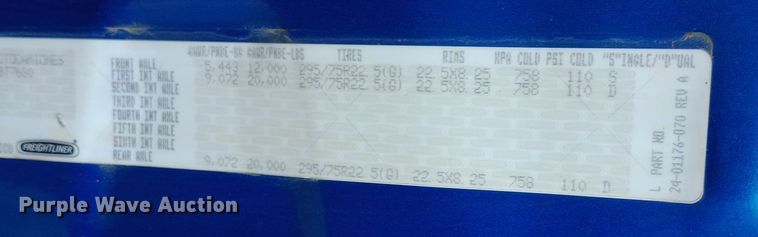 GAWR/PNBE-KG GAWR/PNBE-LBS TIRES RIMS KPA COLD PSI COLD "S"INGLE/"D"UAL
FRONT AXLE 5,443 12,000 295/75R22.5(G) 22.5X8.25 758 110 S
FIRST INT AXLE 9,072 20,000 295/75R22.5(G) 22.5X8.25 758 110 D
SECOND INT AXLE
THIRD INT AXLE
FOURTH INT AXLE
FIFTH INT AXLE
SIXTH INT AXLE
REAR AXLE 9,072 20,000 295/75R22.5(G) 22.5X8.25 758 110 D
FREIGHTLINER
L PART NO.
24-01176-070 REV A
Purple Wave Auction